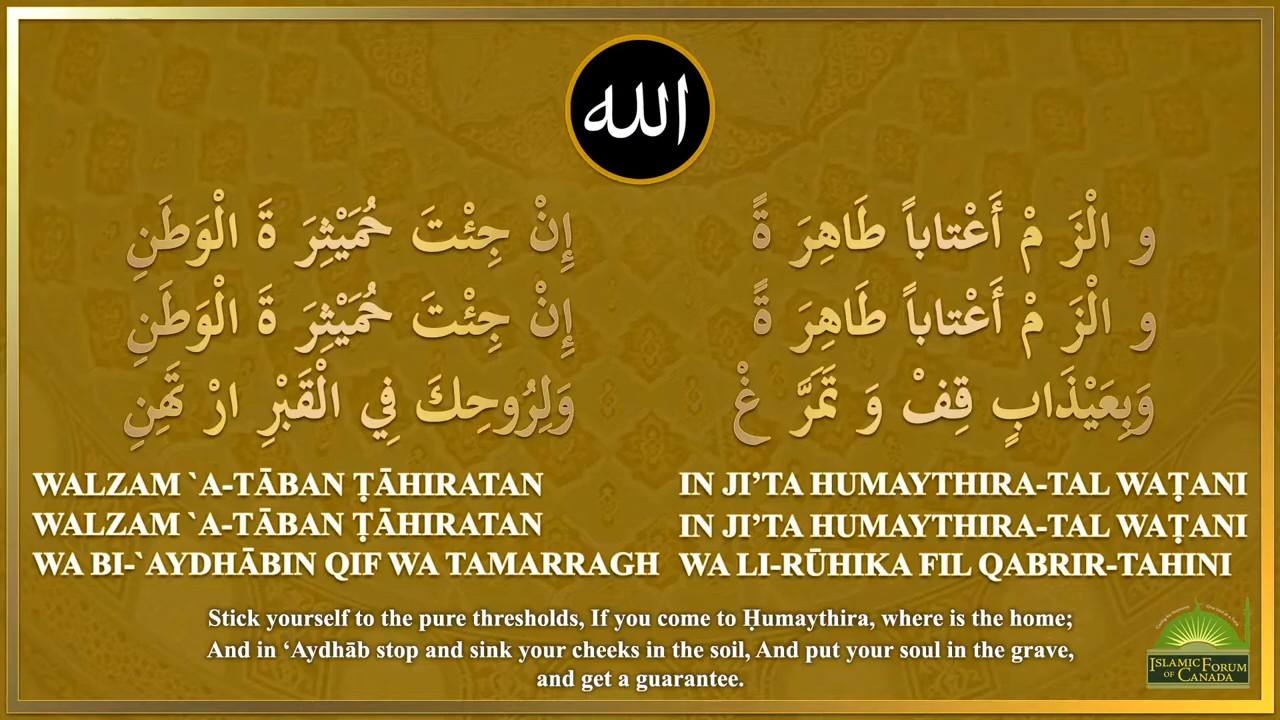 الله
و الْزَ مْ أَعْتاباً طَاهِرَ ةً إِنْ جِئْتَ حُمَيْثِرَ ةَ الْوَطَنِ
و الْزَ مْ أَعْتاباً طَاهِرَ ةً إِنْ جِئْتَ حُمَيْثِرَ ةَ الْوَطَنِ
وَبِعَيْذَابٍ قِفْ وَ تَمَرَّ غْ وَلِرُوحِكَ فِي الْقَبْرِ ارْ تَهِنِ
WALZAM `A-TĀBAN ṬĀHIRATAN IN JI’TA HUMAYTHIRA-TAL WAṬANI
WALZAM `A-TĀBAN ṬĀHIRATAN IN JI’TA HUMAYTHIRA-TAL WAṬANI
WA BI-`AYDHĀBIN QIF WA TAMARRAGH WA LI-RŪHIKA FIL QABRIR-TAHINI
Stick yourself to the pure thresholds, If you come to Ḥumaythira, where is the home;
And in ‘Aydhāb stop and sink your cheeks in the soil, And put your soul in the grave,
and get a guarantee.
ISLAMIC FORUM
OF CANADA